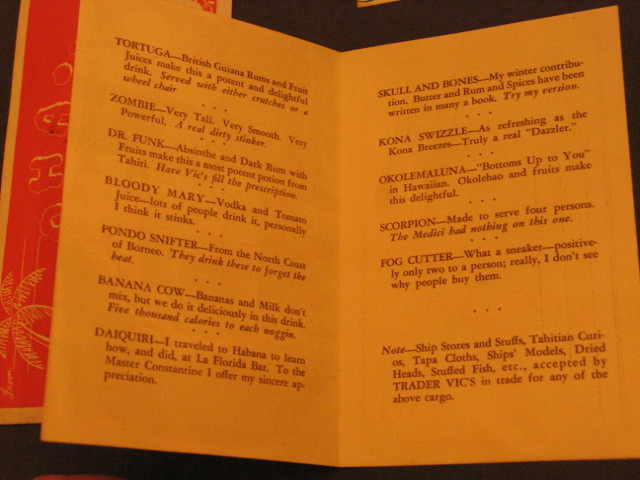 TORTUGA—British Guiana Rums and Fruit
Juices make this a potent and delightful
drink. Served with either crutches or a
wheel chair
ZOMBIE—Very Tall. Very Smooth. Very
Powerful. A real dirty stinker.
DR. FUNK—Absinthe and Dark Rum with
Fruits make this a most potent potion from
Tahiti. Have Vic's fill the prescription.
BLOODY MARY—Vodka and Tomato
Juice—lots of people drink it, personally
I think it stinks.
PONDO SNIFTER—From the North Coast
of Borneo. They drink these to forget the
heat.
BANANA COW—Bananas and Milk don't
mix, but we do it deliciously in this drink.
Five thousand calories to each noggin.
DAIQUIRI—I traveled to Habana to learn
how, and did, at La Florida Bar. To the
Master Constantine I offer my sincere ap-
preciation.
SKULL AND BONES—My winter contribu-
tion. Butter and Rum and Spices have been
written in many a book. Try my version.
KONA SWIZZLE—As refreshing as the
Kona Breezes—Truly a real "Dazzler."
OKOLEMALUNA—"Bottoms Up to You"
in Hawaiian. Okolehao and fruits make
this delightful.
SCORPION—Made to serve four persons.
The Medici had nothing on this one.
FOG CUTTER—What a sneaker—positive-
ly only two to a person; really, I don't see
why people buy them.
Note—Ship Stores and Stuffs, Tahitian Curi-
os, Tapa Cloths, Ships' Models, Dried
Heads, Stuffed Fish, etc., accepted by
TRADER VIC'S in trade for any of the
above cargo.
from